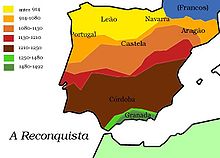 anter 914
914-1080
1080-1130
1130-1210
1210-1250
1250-1480
1480-1492
(Francos)
Leão
Navarra
Portugal
Aragão
Castela
Córdoba
Granada
A Reconquista